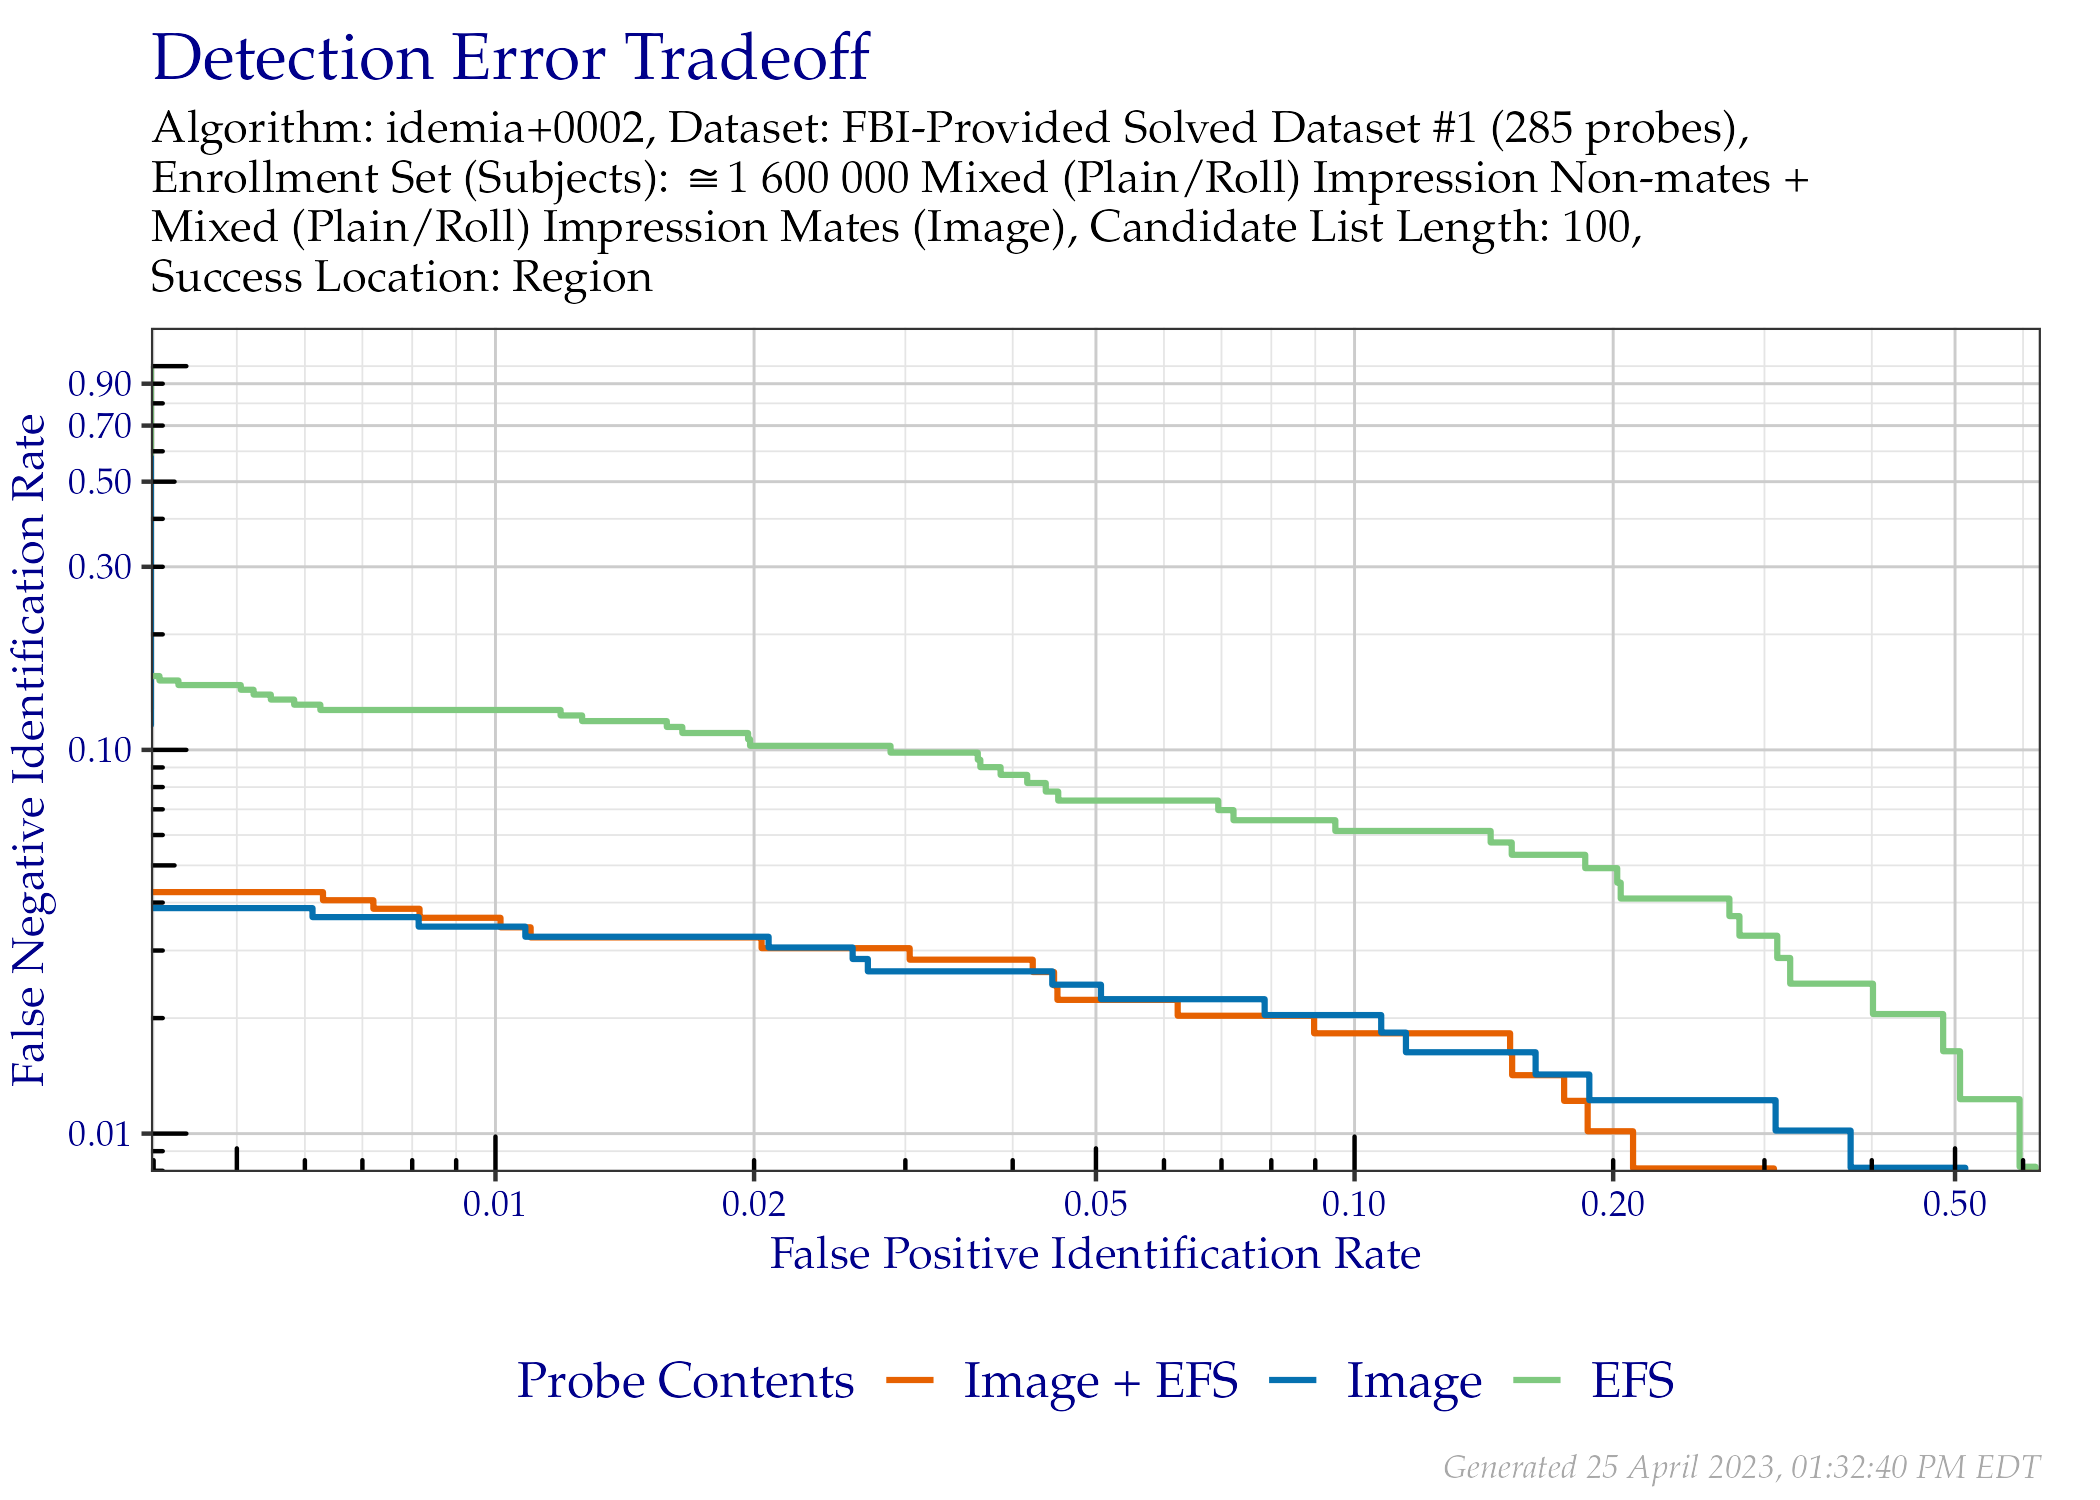 Detection Error Tradeoff
Algorithm: idemia+0002, Dataset: FBI-Provided Solved Dataset #1 (285 probes),
Enrollment Set (Subjects): ≅ 1 600 000 Mixed (Plain/Roll) Impression Non-mates +
Mixed (Plain/Roll) Impression Mates (Image), Candidate List Length: 100,
Success Location: Region
False Negative Identification Rate
0.90
0.70
0.50
0.30
0.10
0.01
0.01 0.02 0.05 0.10 0.20 0.50
False Positive Identification Rate
Probe Contents Image + EFS Image EFS
Generated 25 April 2023, 01:32:40 PM EDT